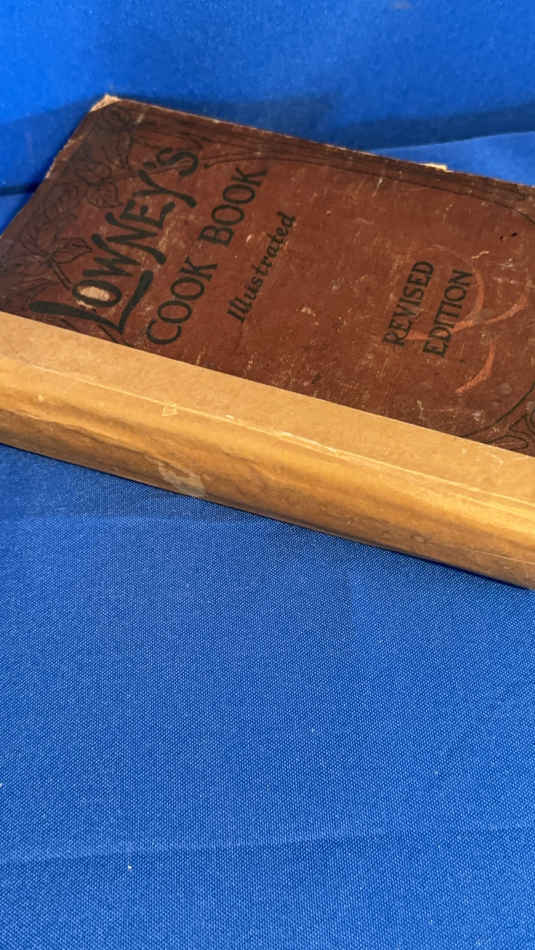 LOWNEY'S
COOK BOOK
Illustrated
REVISED
EDITION